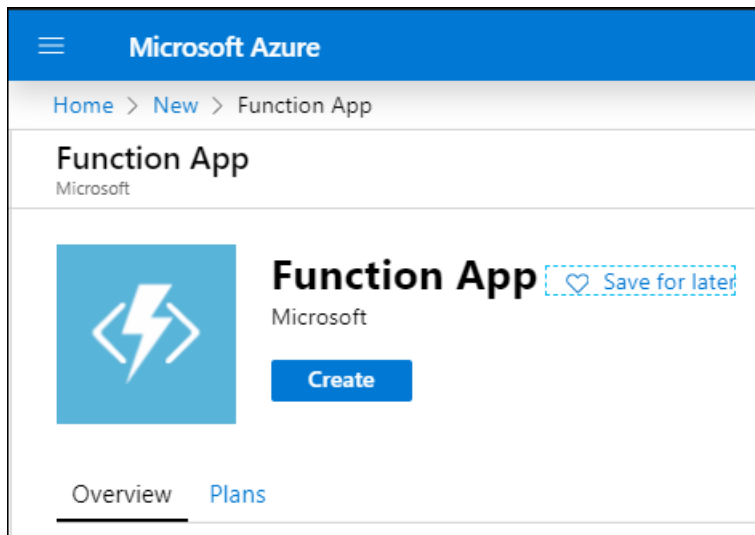 Microsoft Azure
Home > New > Function App
Function App
Microsoft
Function App Save for later
Microsoft
Create
Overview Plans